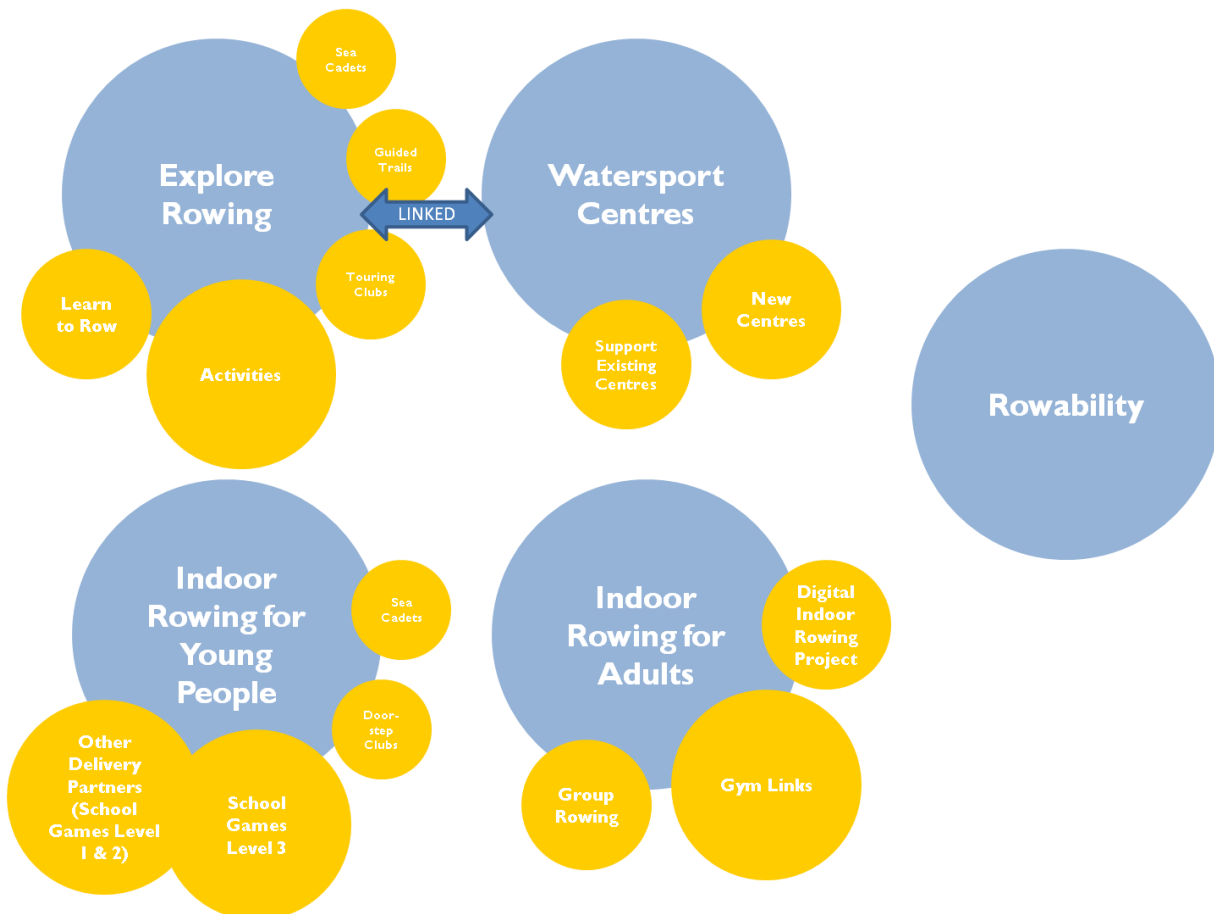 Sea
Cadets
Guided
Trails
Explore
Rowing
LINKED
Touring
Clubs
Learn
to Row
Activities
Watersport
Centres
New
Centres
Support
Existing
Centres
Rowability
Indoor
Rowing for
Young
People
Sea
Cadets
Door-
step
Clubs
Other
Delivery
Partners
(School
Games Level
1 & 2)
School
Games
Level 3
Indoor
Rowing for
Adults
Digital
Indoor
Rowing
Project
Group
Rowing
Gym Links